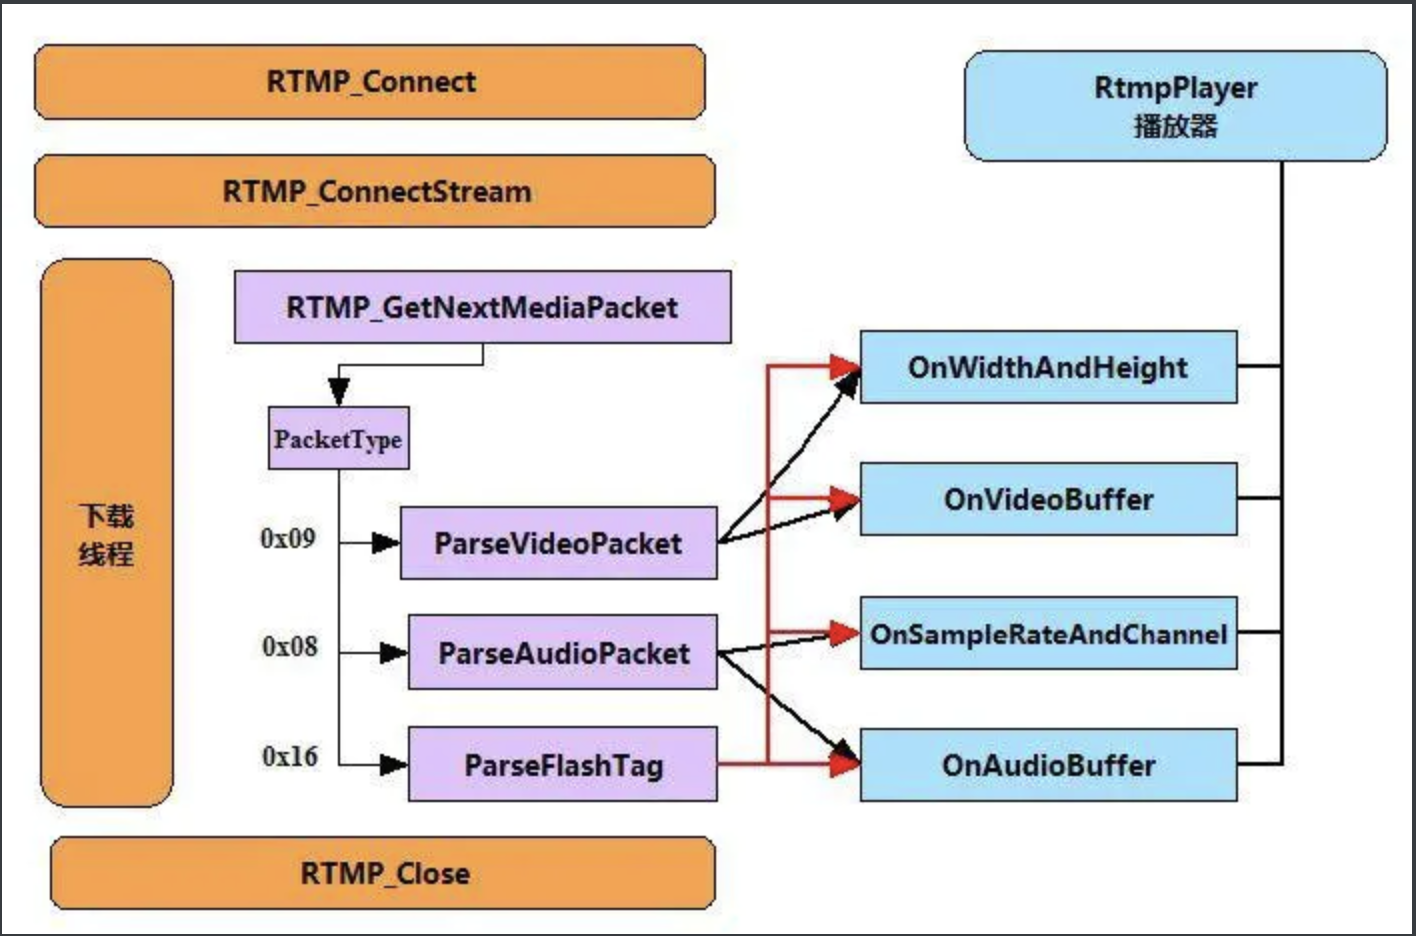 RTMP_Connect
RTMP_ConnectStream
下载
线程
RTMP_GetNextMediaPacket
PacketType
0x09
ParseVideoPacket
0x08
ParseAudioPacket
0x16
ParseFlashTag
RTMP_Close
RtmpPlayer
播放器
OnWidthAndHeight
OnVideoBuffer
OnSampleRateAndChannel
OnAudioBuffer